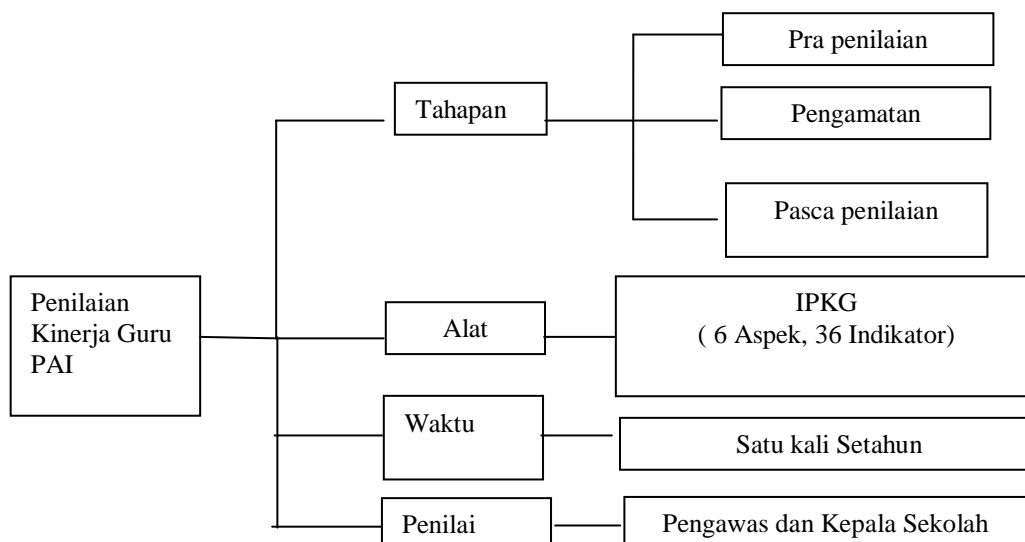 Pra penilaian
Tahapan
Pengamatan
Pasca penilaian
Penilaian
Kinerja Guru
PAI
Alat
IPKG
( 6 Aspek, 36 Indikator)
Waktu
Satu kali Setahun
Penilai
Pengawas dan Kepala Sekolah